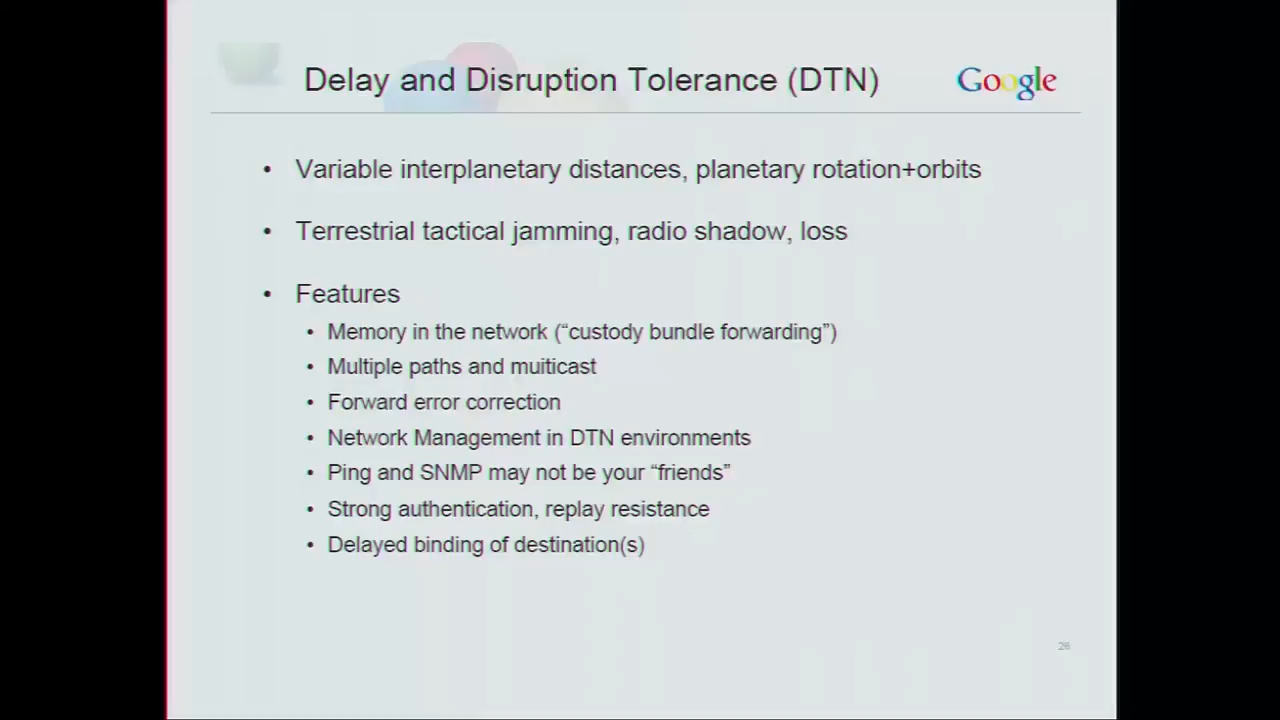 Delay and Disruption Tolerance (DTN)
Google
• Variable interplanetary distances, planetary rotation+orbits
• Terrestrial tactical jamming, radio shadow, loss
• Features
• Memory in the network (“custody bundle forwarding”)
• Multiple paths and muiticast
• Forward error correction
• Network Management in DTN environments
• Ping and SNMP may not be your “friends”
• Strong authentication, replay resistance
• Delayed binding of destination(s)
26